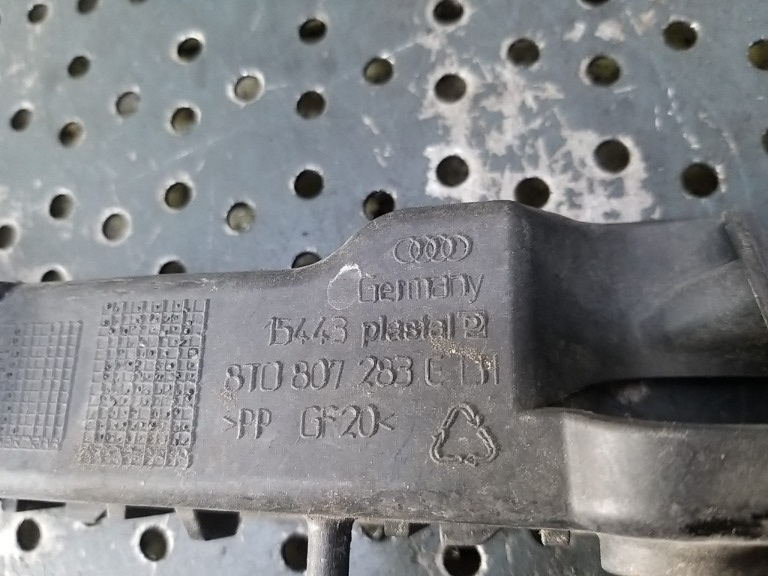 Germany
15443 plastal
8T0 807 283 C
>PP GF20<